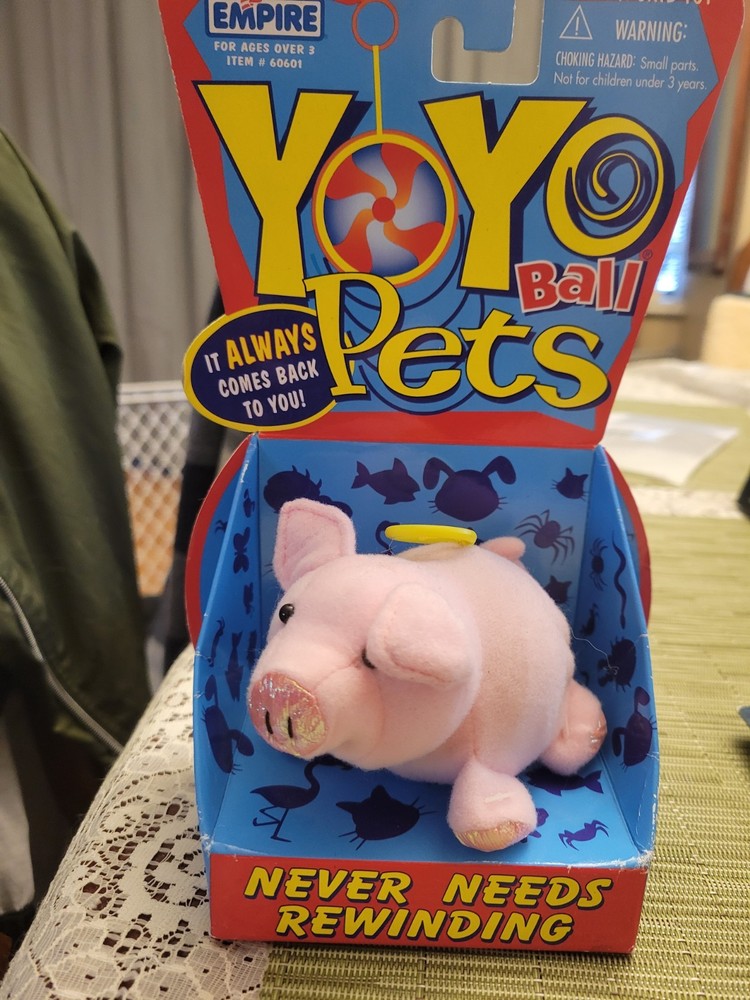 EMPIRE
FOR AGES OVER 3
ITEM # 60601
WARNING:
CHOKING HAZARD: Small parts.
Not for children under 3 years.
YOYO
Ball®
Pets
IT ALWAYS
COMES BACK
TO YOU!
NEVER NEEDS
REWINDING